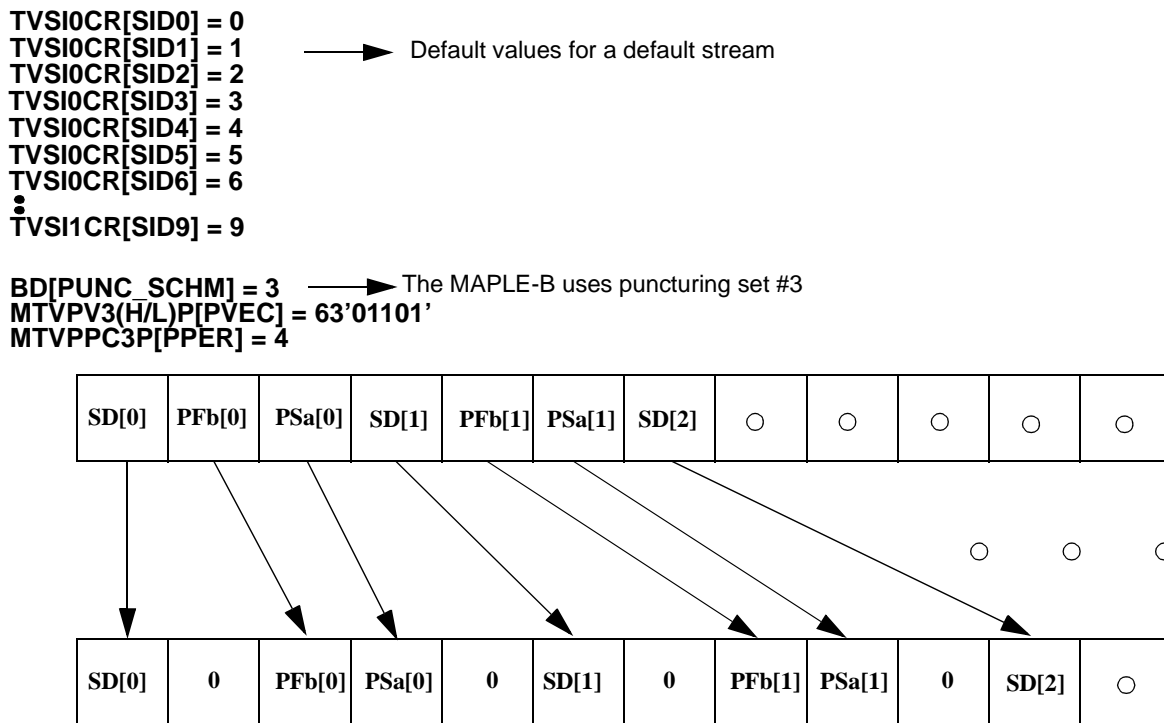 TVSI0CR[SID0] = 0
TVSI0CR[SID1] = 1 Default values for a default stream
TVSI0CR[SID2] = 2
TVSI0CR[SID3] = 3
TVSI0CR[SID4] = 4
TVSI0CR[SID5] = 5
TVSI0CR[SID6] = 6
TVSI1CR[SID9] = 9
BD[PUNC_SCHM] = 3 The MAPLE-B uses puncturing set #3
MTVPV3(H/L)P[PVEC] = 63'01101'
MTVPPC3P[PPER] = 4
SD[0] PFb[0] PSa[0] SD[1] PFb[1] PSa[1] SD[2]
SD[0] 0 PFb[0] PSa[0] 0 SD[1] 0 PFb[1] PSa[1] 0 SD[2]